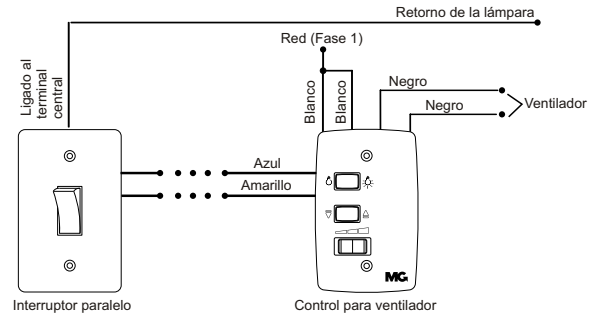 Retorno de la lámpara
Red (Fase 1)
Ligado al
terminal
central
Blanco
Blanco
Negro
Negro
Ventilador
Azul
Amarillo
MG
Interruptor paralelo
Control para ventilador